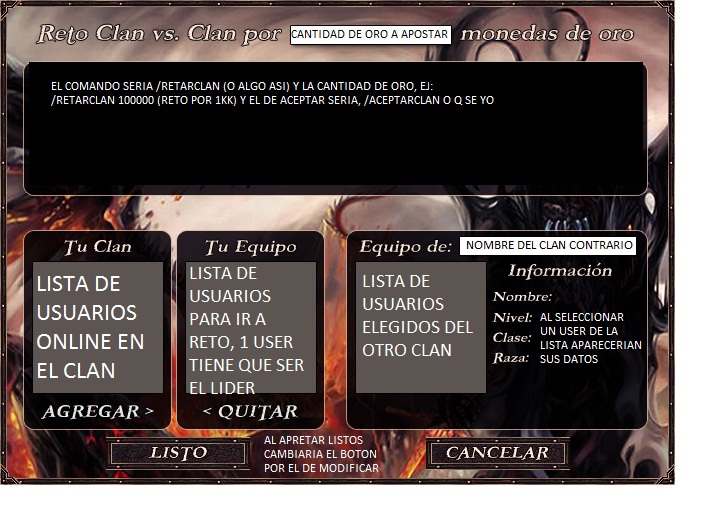 Reto Clan vs. Clan por CANTIDAD DE ORO A APOSTAR monedas de oro
EL COMANDO SERIA /RETARCLAN (O ALGO ASI) Y LA CANTIDAD DE ORO, EJ:
/RETARCLAN 100000 (RETO POR 1KK) Y EL DE ACEPTAR SERIA, /ACEPTARCLAN O Q SE YO
Tu Clan
LISTA DE
USUARIOS
ONLINE EN
EL CLAN
AGREGAR >
Tu Equipo
LISTA DE
USUARIOS
PARA IR A
RETO, 1 USER
TIENE QUE SER
EL LIDER
< QUITAR
Equipo de: NOMBRE DEL CLAN CONTRARIO
LISTA DE
USUARIOS
ELEGIDOS DEL
OTRO CLAN
Información
Nombre:
Nivel:
Clase:
Raza:
AL SELECCIONAR
UN USER DE LA
LISTA APARECERIAN
SUS DATOS
LISTO
AL APRETAR LISTOS
CAMBIARIA EL BOTON
POR EL DE MODIFICAR
CANCELAR